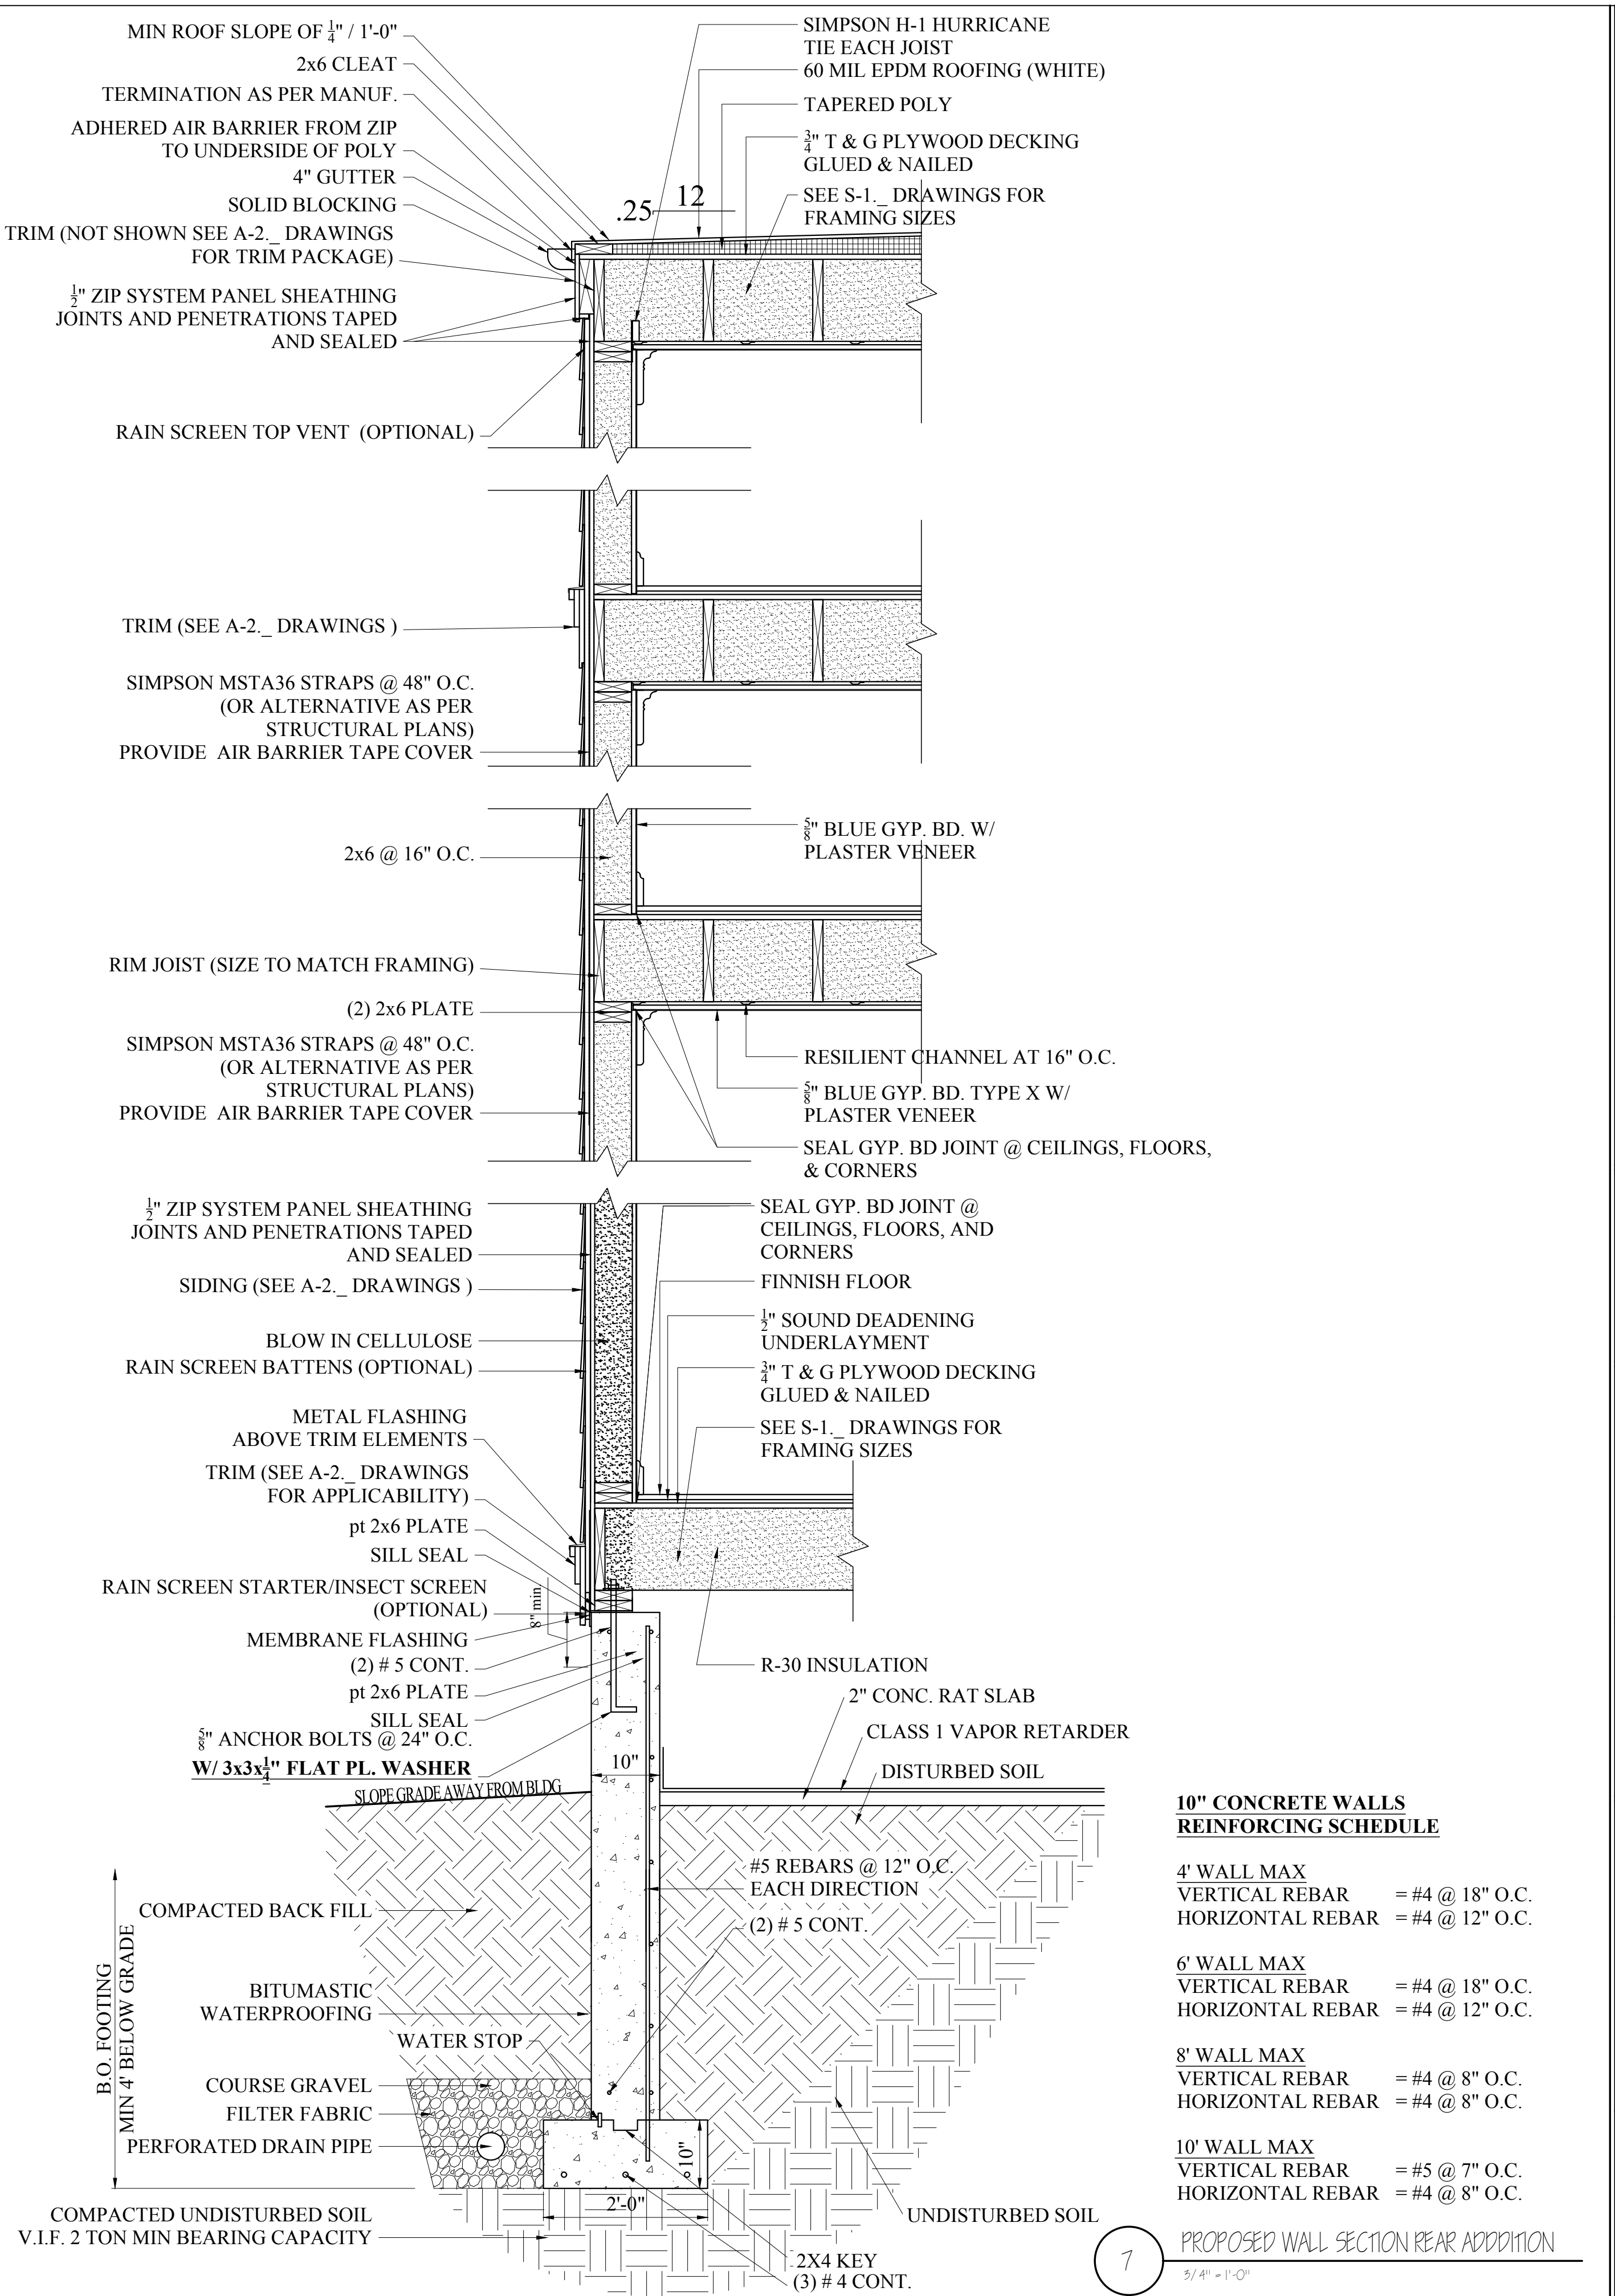 MIN ROOF SLOPE OF 1/4" / 1'-0"
2x6 CLEAT
TERMINATION AS PER MANUF.
ADHERED AIR BARRIER FROM ZIP
TO UNDERSIDE OF POLY
4" GUTTER
SOLID BLOCKING
TRIM (NOT SHOWN SEE A-2._ DRAWINGS
FOR TRIM PACKAGE)
1/2" ZIP SYSTEM PANEL SHEATHING
JOINTS AND PENETRATIONS TAPED
AND SEALED
RAIN SCREEN TOP VENT (OPTIONAL)
SIMPSON H-1 HURRICANE
TIE EACH JOIST
60 MIL EPDM ROOFING (WHITE)
TAPERED POLY
3/4" T & G PLYWOOD DECKING
GLUED & NAILED
SEE S-1._ DRAWINGS FOR
FRAMING SIZES
.25
12
TRIM (SEE A-2._ DRAWINGS )
SIMPSON MSTA36 STRAPS @ 48" O.C.
(OR ALTERNATIVE AS PER
STRUCTURAL PLANS)
PROVIDE AIR BARRIER TAPE COVER
2x6 @ 16" O.C.
5/8" BLUE GYP. BD. W/
PLASTER VENEER
RIM JOIST (SIZE TO MATCH FRAMING)
(2) 2x6 PLATE
SIMPSON MSTA36 STRAPS @ 48" O.C.
(OR ALTERNATIVE AS PER
STRUCTURAL PLANS)
PROVIDE AIR BARRIER TAPE COVER
RESILIENT CHANNEL AT 16" O.C.
5/8" BLUE GYP. BD. TYPE X W/
PLASTER VENEER
SEAL GYP. BD JOINT @ CEILINGS, FLOORS,
& CORNERS
1/2" ZIP SYSTEM PANEL SHEATHING
JOINTS AND PENETRATIONS TAPED
AND SEALED
SIDING (SEE A-2._ DRAWINGS )
BLOW IN CELLULOSE
RAIN SCREEN BATTENS (OPTIONAL)
METAL FLASHING
ABOVE TRIM ELEMENTS
TRIM (SEE A-2._ DRAWINGS
FOR APPLICABILITY)
pt 2x6 PLATE
SILL SEAL
RAIN SCREEN STARTER/INSECT SCREEN
(OPTIONAL)
8" min.
MEMBRANE FLASHING
(2) # 5 CONT.
pt 2x6 PLATE
SILL SEAL
5/8" ANCHOR BOLTS @ 24" O.C.
W/ 3x3x1/4" FLAT PL. WASHER
SEAL GYP. BD JOINT @
CEILINGS, FLOORS, AND
CORNERS
FINNISH FLOOR
1/2" SOUND DEADENING
UNDERLAYMENT
3/4" T & G PLYWOOD DECKING
GLUED & NAILED
SEE S-1._ DRAWINGS FOR
FRAMING SIZES
R-30 INSULATION
2" CONC. RAT SLAB
CLASS 1 VAPOR RETARDER
DISTURBED SOIL
10"
SLOPE GRADE AWAY FROM BLDG
#5 REBARS @ 12" O.C.
EACH DIRECTION
(2) # 5 CONT.
COMPACTED BACK FILL
B.O. FOOTING
MIN 4' BELOW GRADE
BITUMASTIC
WATERPROOFING
WATER STOP
COURSE GRAVEL
FILTER FABRIC
PERFORATED DRAIN PIPE
10"
2'-0"
COMPACTED UNDISTURBED SOIL
V.I.F. 2 TON MIN BEARING CAPACITY
UNDISTURBED SOIL
2X4 KEY
(3) # 4 CONT.
10" CONCRETE WALLS
REINFORCING SCHEDULE
4' WALL MAX
VERTICAL REBAR = #4 @ 18" O.C.
HORIZONTAL REBAR = #4 @ 12" O.C.
6' WALL MAX
VERTICAL REBAR = #4 @ 18" O.C.
HORIZONTAL REBAR = #4 @ 12" O.C.
8' WALL MAX
VERTICAL REBAR = #4 @ 8" O.C.
HORIZONTAL REBAR = #4 @ 8" O.C.
10' WALL MAX
VERTICAL REBAR = #5 @ 7" O.C.
HORIZONTAL REBAR = #4 @ 8" O.C.
7
PROPOSED WALL SECTION REAR ADDDITION
3/4" = 1'-0"